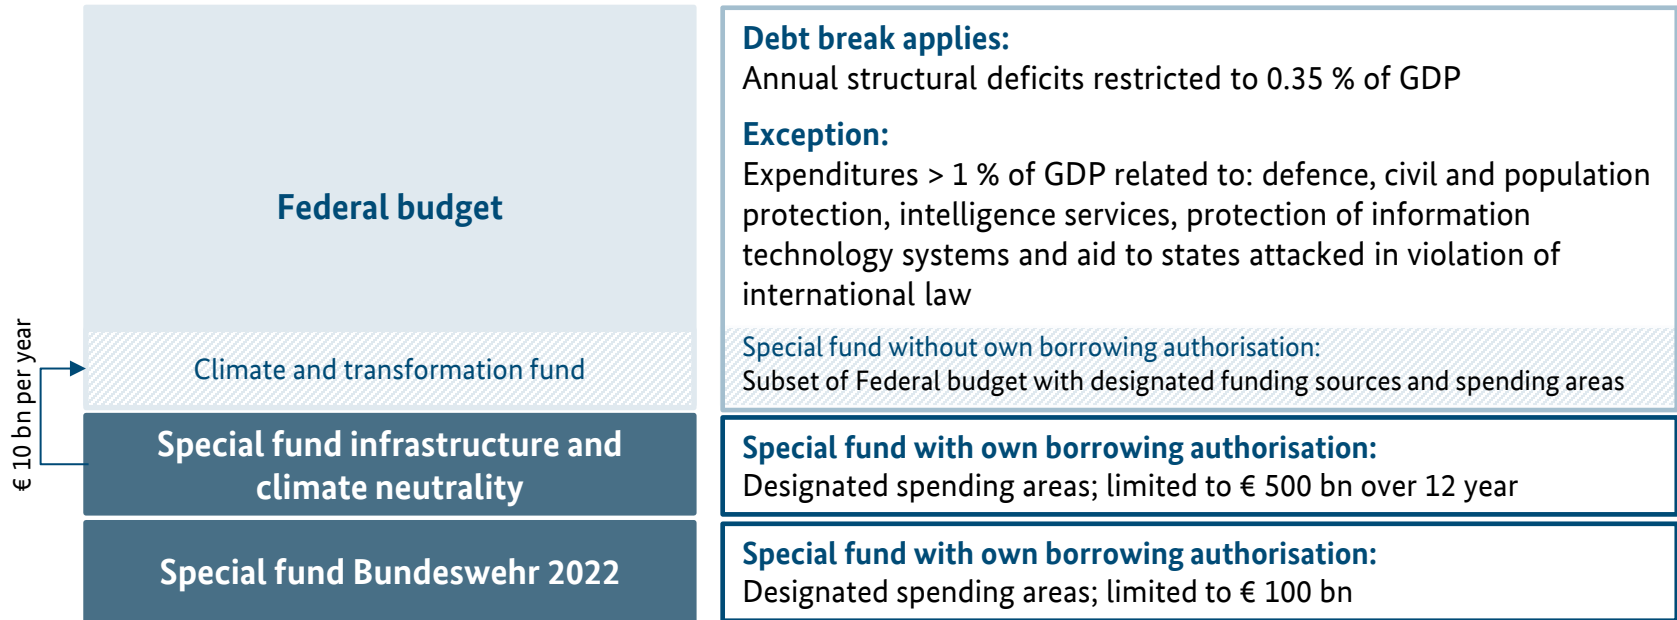 Federal budget
Debt break applies:
Annual structural deficits restricted to 0.35 % of GDP
Exception:
Expenditures > 1 % of GDP related to: defence, civil and population
protection, intelligence services, protection of information
technology systems and aid to states attacked in violation of
international law
€ 10 bn per year
Climate and transformation fund
Special fund without own borrowing authorisation:
Subset of Federal budget with designated funding sources and spending areas
Special fund infrastructure and
climate neutrality
Special fund with own borrowing authorisation:
Designated spending areas; limited to € 500 bn over 12 year
Special fund Bundeswehr 2022
Special fund with own borrowing authorisation:
Designated spending areas; limited to € 100 bn